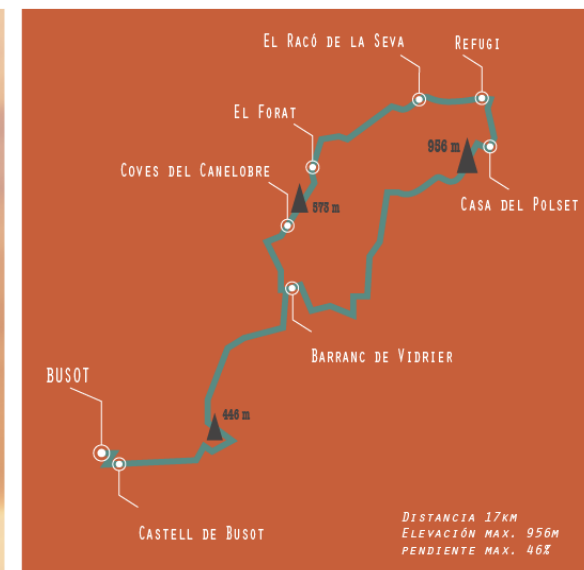 El Racó de la Seva
Refugi
El Forat
956 m
Coves del Canelobre
573 m
Casa del Polset
Barranc de Vidrier
BUSOT
446 m
Castell de Busot
Distancia 17km
Elevación max. 956m
pendiente max. 46%